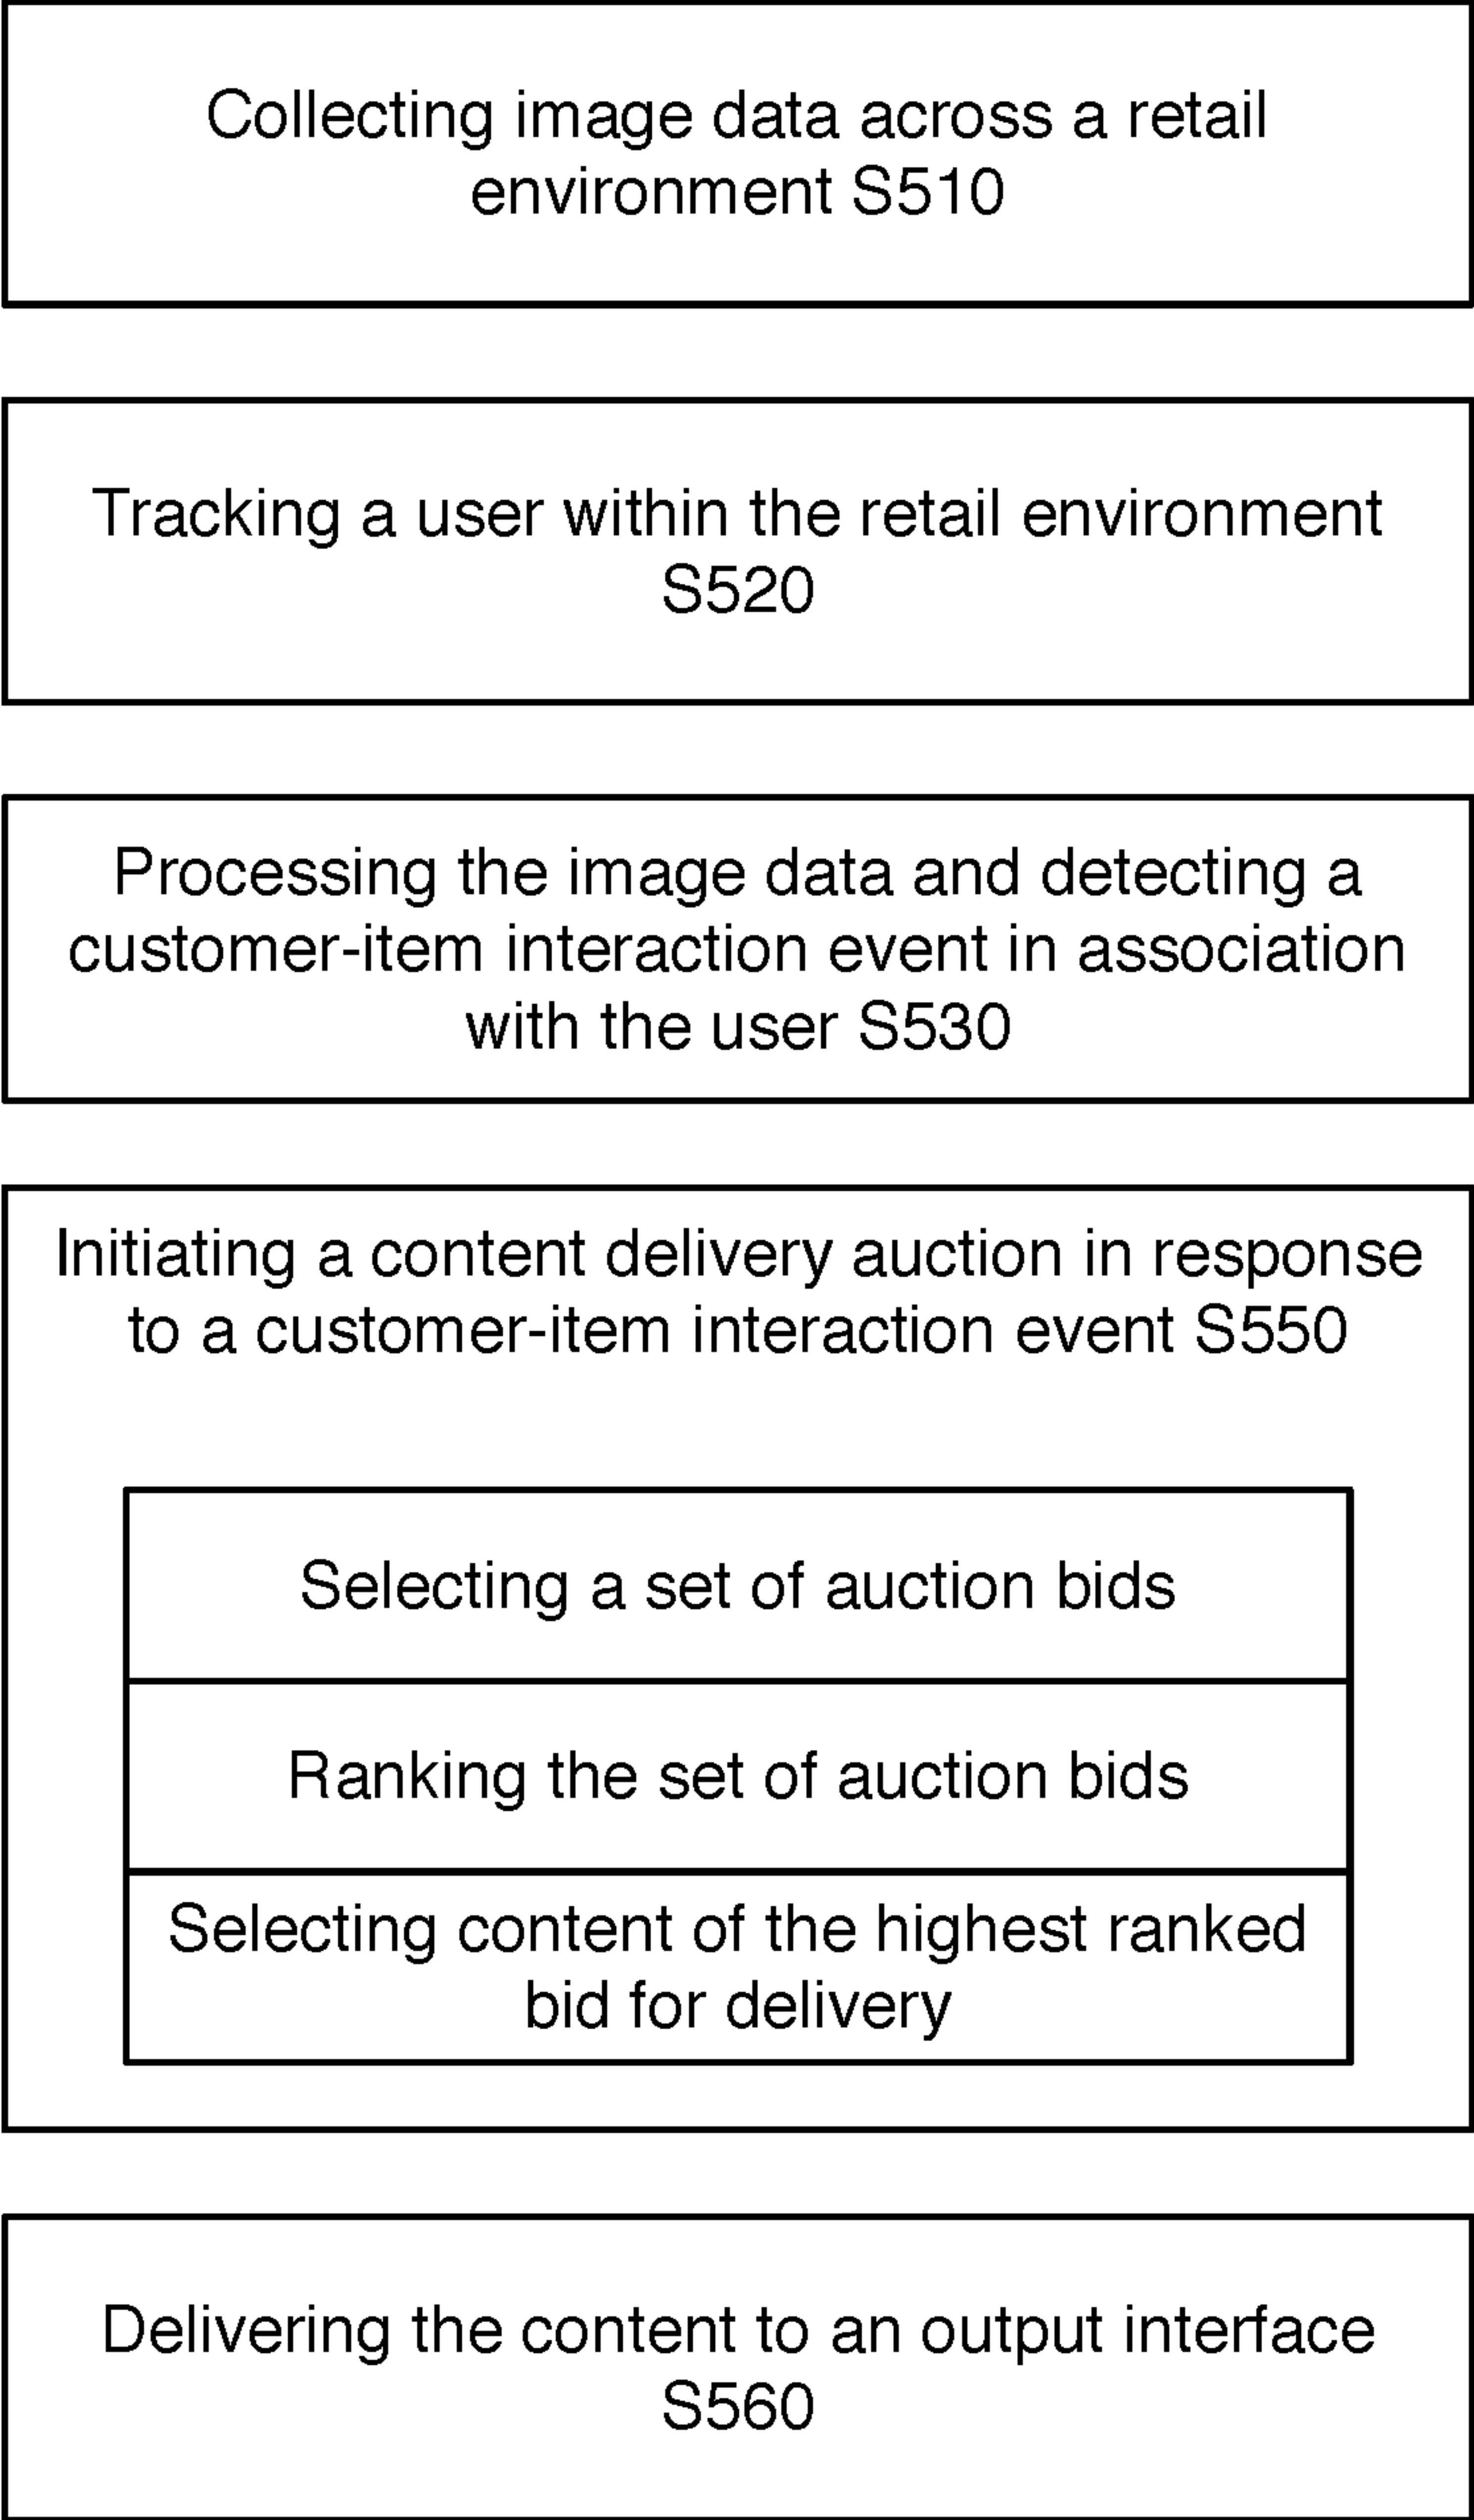 Collecting image data across a retail
environment S510
Tracking a user within the retail environment
S520
Processing the image data and detecting a
customer-item interaction event in association
with the user S530
Initiating a content delivery auction in response
to a customer-item interaction event S550
Selecting a set of auction bids
Ranking the set of auction bids
Selecting content of the highest ranked
bid for delivery
Delivering the content to an output interface
S560